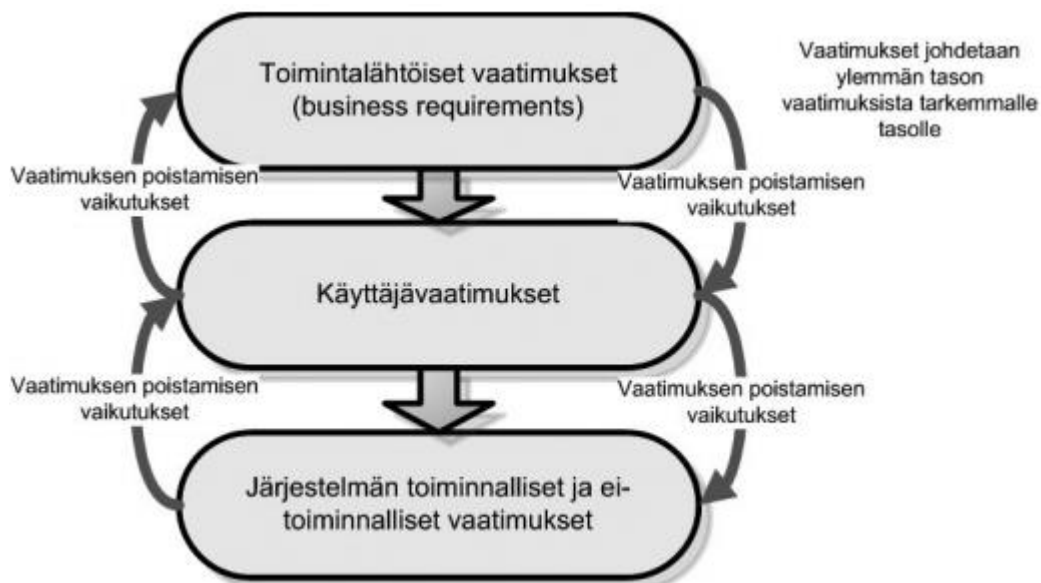 Toimintalähtöiset vaatimukset
(business requirements)
Vaatimukset johdetaan
ylemmän tason
vaatimuksista tarkemmalle
tasolle
Vaatimuksen poistamisen
vaikutukset
Vaatimuksen poistamisen
vaikutukset
Käyttäjävaatimukset
Vaatimuksen poistamisen
vaikutukset
Vaatimuksen poistamisen
vaikutukset
Järjestelmän toiminnalliset ja ei-
toiminnalliset vaatimukset